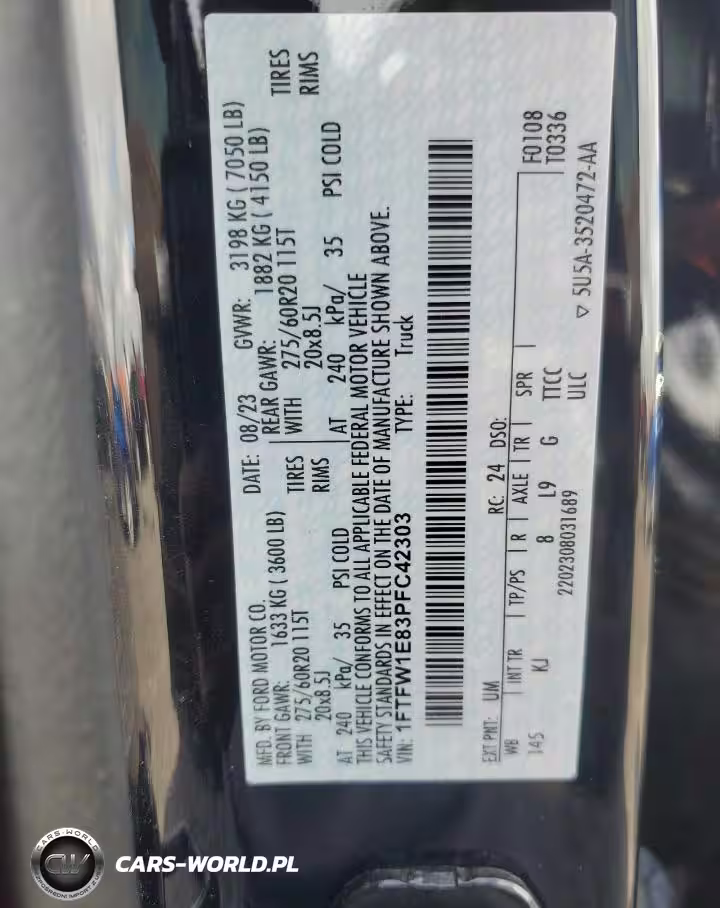 MFD. BY FORD MOTOR CO.
DATE: 08/23
GVWR: 3198 KG ( 7050 LB)
FRONT GAWR: 1633 KG ( 3600 LB)
REAR GAWR: 1882 KG ( 4150 LB)
WITH 275/60R20 115T TIRES
WITH 275/60R20 115T TIRES
20x8.5J RIMS
20x8.5J RIMS
AT 240 kPa/ 35 PSI COLD
AT 240 kPa/ 35 PSI COLD
THIS VEHICLE CONFORMS TO ALL APPLICABLE FEDERAL MOTOR VEHICLE
SAFETY STANDARDS IN EFFECT ON THE DATE OF MANUFACTURE SHOWN ABOVE.
VIN: 1FTFW1E83PFC42303
TYPE: Truck
F0108
T0336
EXT PNT: UM RC: 24 DSO:
WB INT TR TP/PS R AXLE TR SPR
145 KJ 8 L9 G TTCC
ULC
2202308031689
▽ 5U5A-3520472-AA
CARS-WORLD
CW
CARS-WORLD.PL